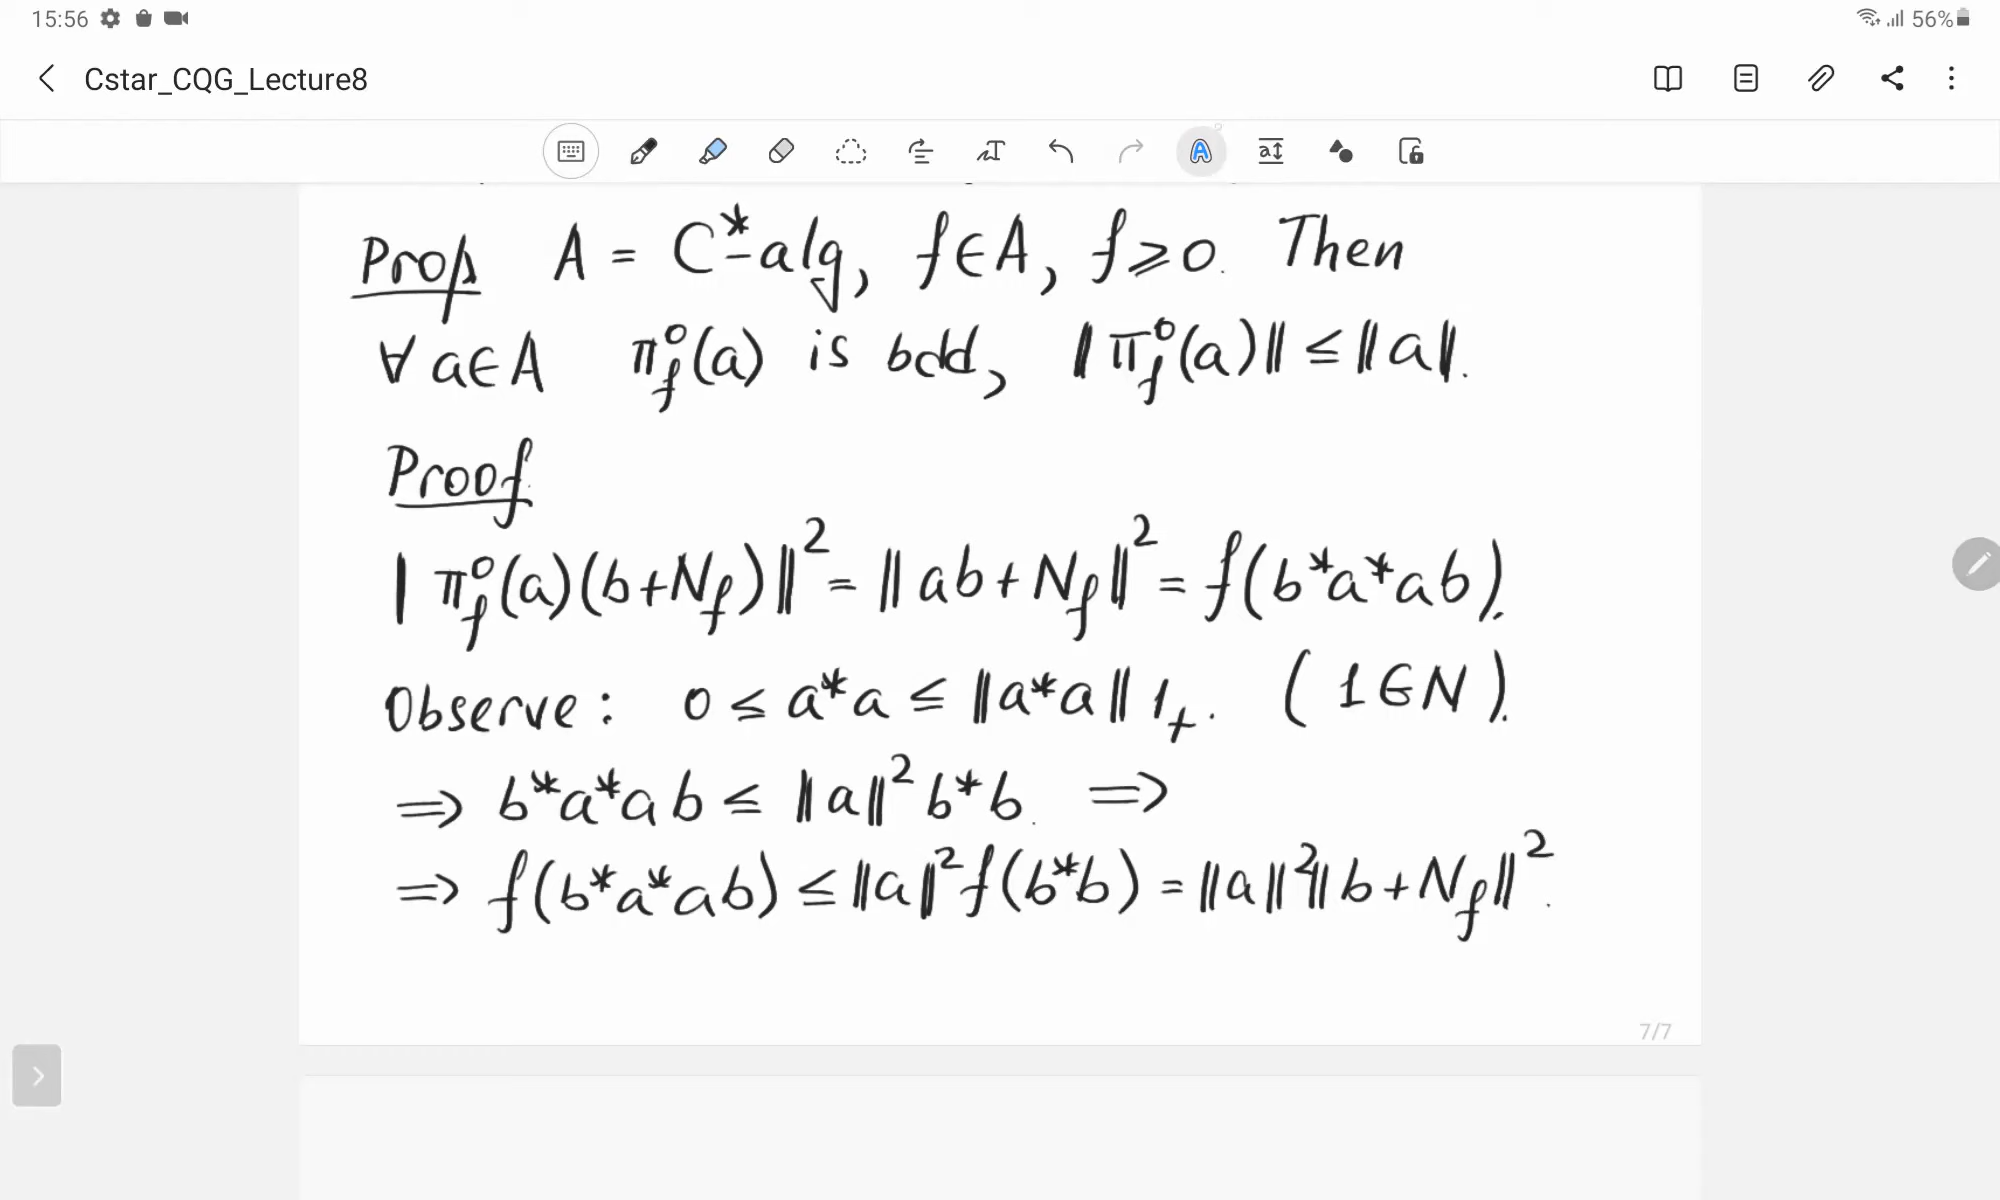 15:56 56%
Cstar_CQG_Lecture8
Prop A = C*-alg, f∈A, f⩾0. Then
∀ a∈A π_f^0(a) is bdd, ‖π_f^0(a)‖ ≤ ‖a‖.
Proof
| π_f^0(a)(b+N_f)‖² = ‖ab+N_f‖² = f(b*a*ab).
Observe: 0 ≤ a*a ≤ ‖a*a‖ 1_+. (1∈N).
⟹ b*a*ab ≤ ‖a‖² b*b. ⟹
⟹ f(b*a*ab) ≤ ‖a‖² f(b*b) = ‖a‖² ‖b+N_f‖².
7/7